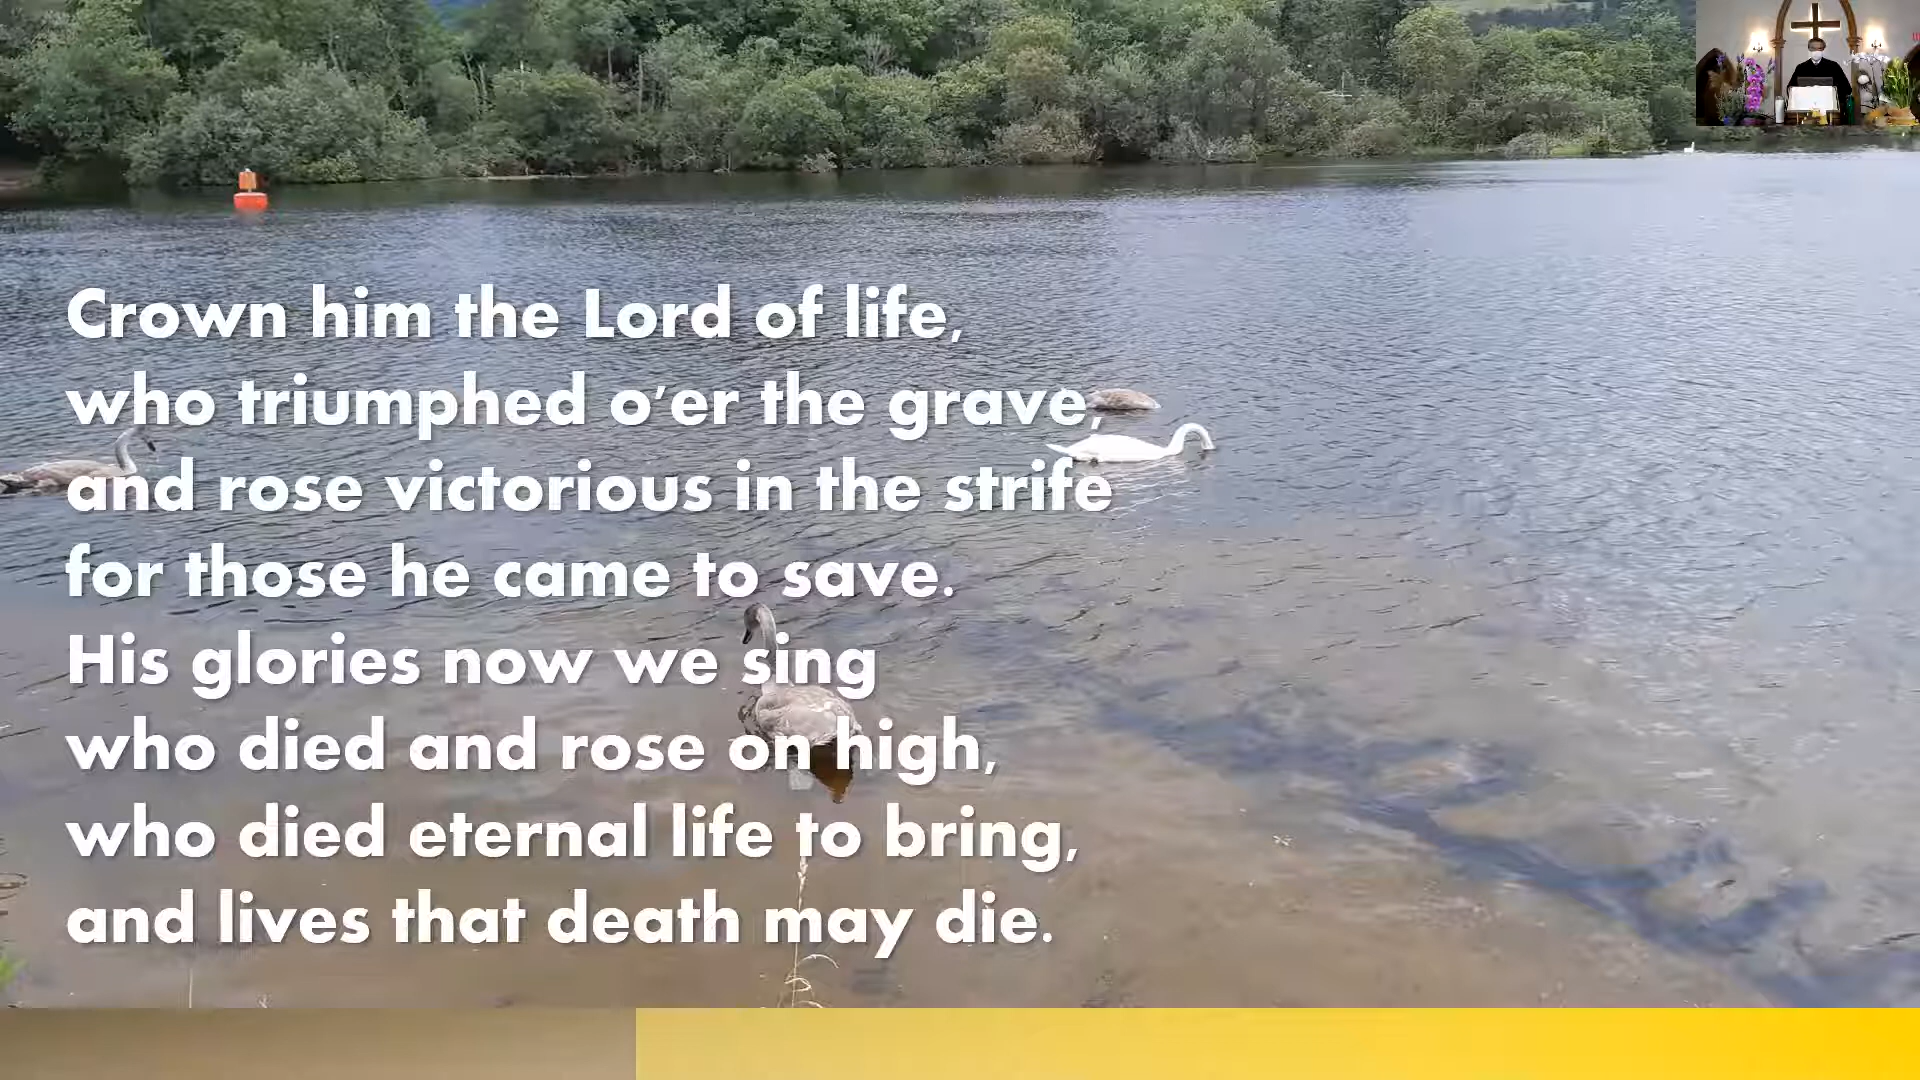 Crown him the Lord of life,
who triumphed o’er the grave,
and rose victorious in the strife
for those he came to save.
His glories now we sing
who died and rose on high,
who died eternal life to bring,
and lives that death may die.